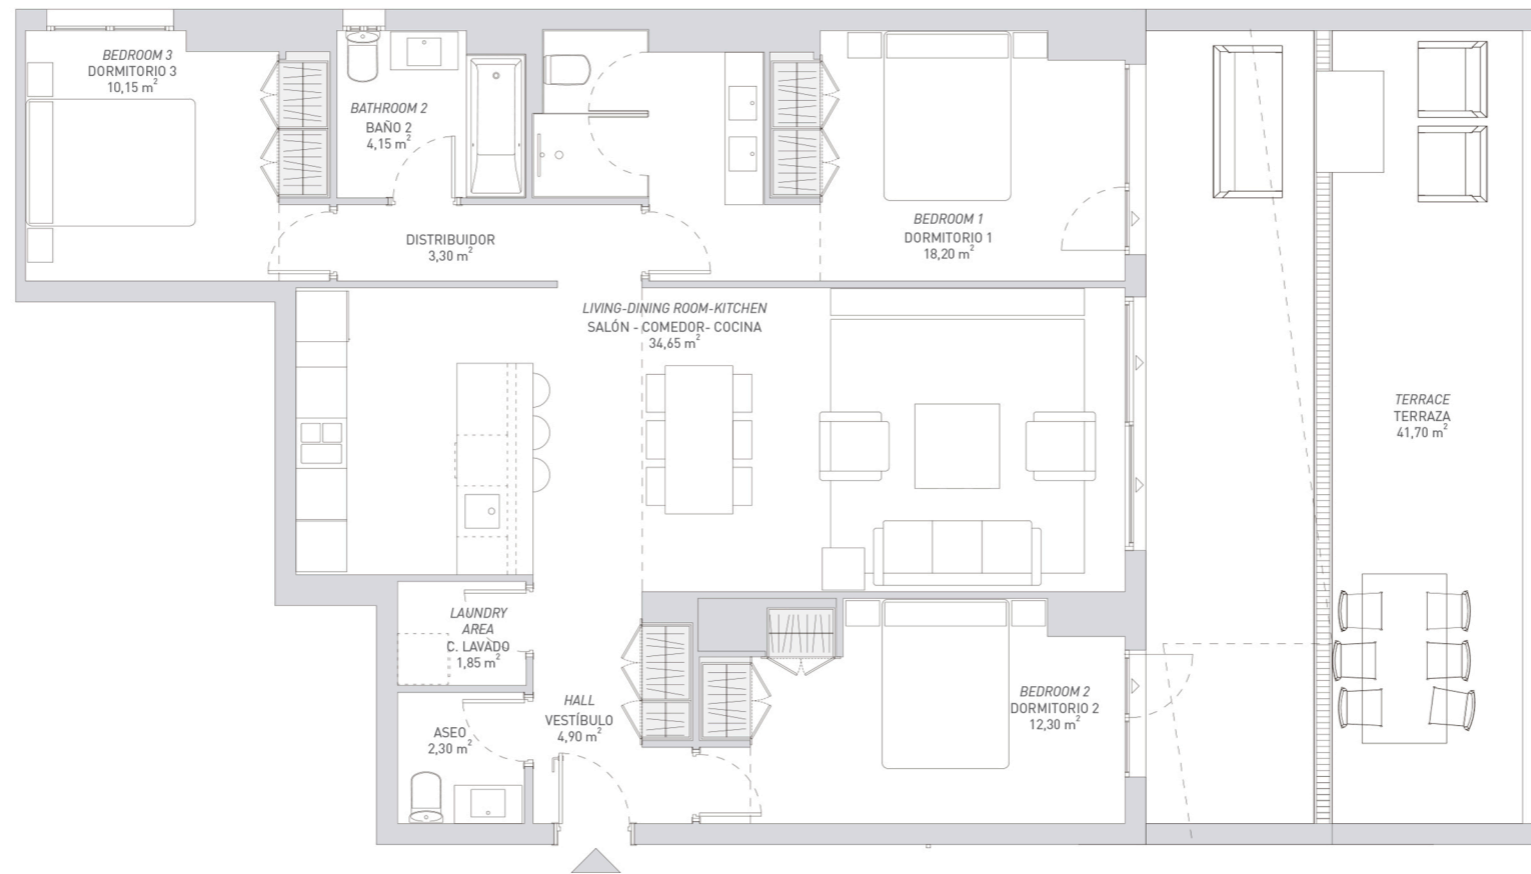 BEDROOM 3
DORMITORIO 3
10,15 m²
BATHROOM 2
BAÑO 2
4,15 m²
DISTRIBUIDOR
3,30 m²
BEDROOM 1
DORMITORIO 1
18,20 m²
LIVING-DINING ROOM-KITCHEN
SALÓN - COMEDOR- COCINA
34,65 m²
TERRACE
TERRAZA
41,70 m²
LAUNDRY
AREA
C. LAVADO
1,85 m²
HALL
VESTÍBULO
4,90 m²
ASEO
2,30 m²
BEDROOM 2
DORMITORIO 2
12,30 m²